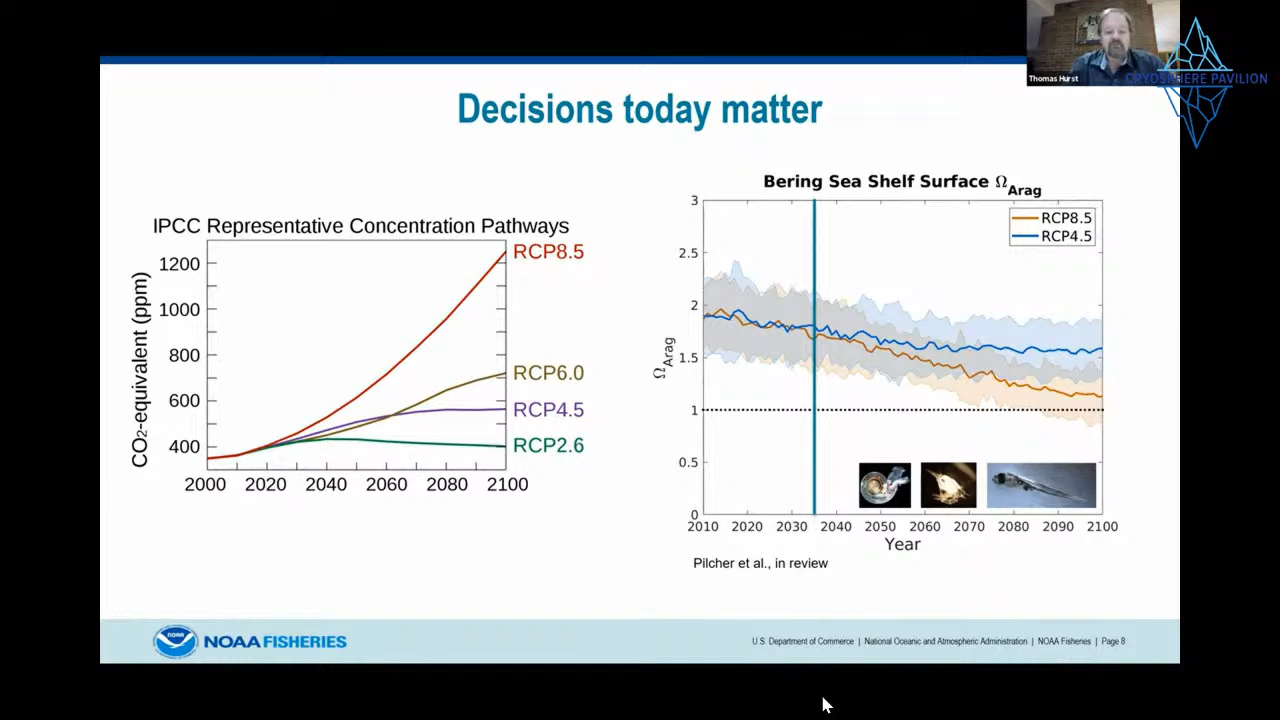 Thomas Hurst
CRYOSPHERE PAVILION
Decisions today matter
IPCC Representative Concentration Pathways
CO2-equivalent (ppm)
1200
1000
800
600
400
2000 2020 2040 2060 2080 2100
RCP8.5
RCP6.0
RCP4.5
RCP2.6
Bering Sea Shelf Surface ΩArag
ΩArag
3
2.5
2
1.5
1
0.5
0
RCP8.5
RCP4.5
2010 2020 2030 2040 2050 2060 2070 2080 2090 2100
Year
Pilcher et al., in review
NOAA
NOAA FISHERIES
U.S. Department of Commerce | National Oceanic and Atmospheric Administration | NOAA Fisheries | Page 8